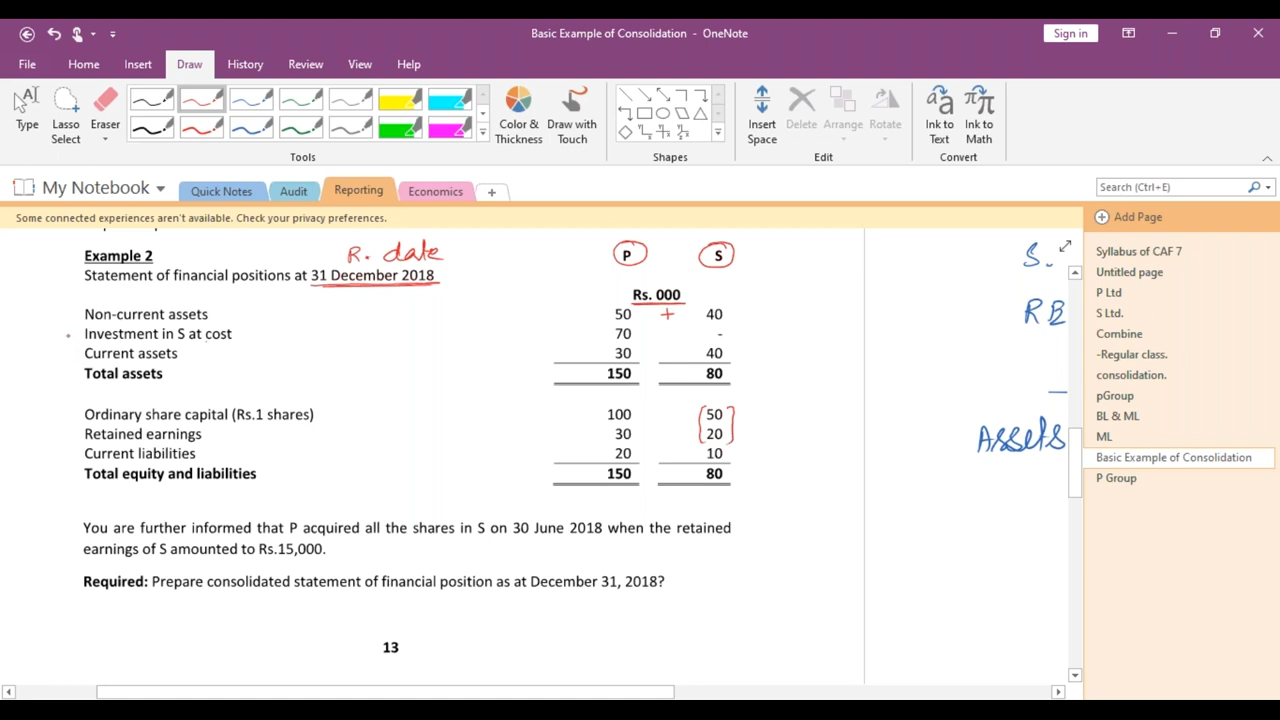 Basic Example of Consolidation - OneNote
Sign in
File Home Insert Draw History Review View Help
Type Lasso Select Eraser Color & Thickness Draw with Touch Insert Space Delete Arrange Rotate Ink to Text Ink to Math
Tools Shapes Edit Convert
My Notebook Quick Notes Audit Reporting Economics + Search (Ctrl+E)
Some connected experiences aren't available. Check your privacy preferences.
Add Page
Example 2 R. date P S
Statement of financial positions at 31 December 2018
Rs. 000
Non-current assets 50 + 40
Investment in S at cost 70 -
Current assets 30 40
Total assets 150 80
Ordinary share capital (Rs.1 shares) 100 50
Retained earnings 30 20
Current liabilities 20 10
Total equity and liabilities 150 80
You are further informed that P acquired all the shares in S on 30 June 2018 when the retained
earnings of S amounted to Rs.15,000.
Required: Prepare consolidated statement of financial position as at December 31, 2018?
13
S.
RE
Assets
Syllabus of CAF 7
Untitled page
P Ltd
S Ltd.
Combine
-Regular class.
consolidation.
pGroup
BL & ML
ML
Basic Example of Consolidation
P Group